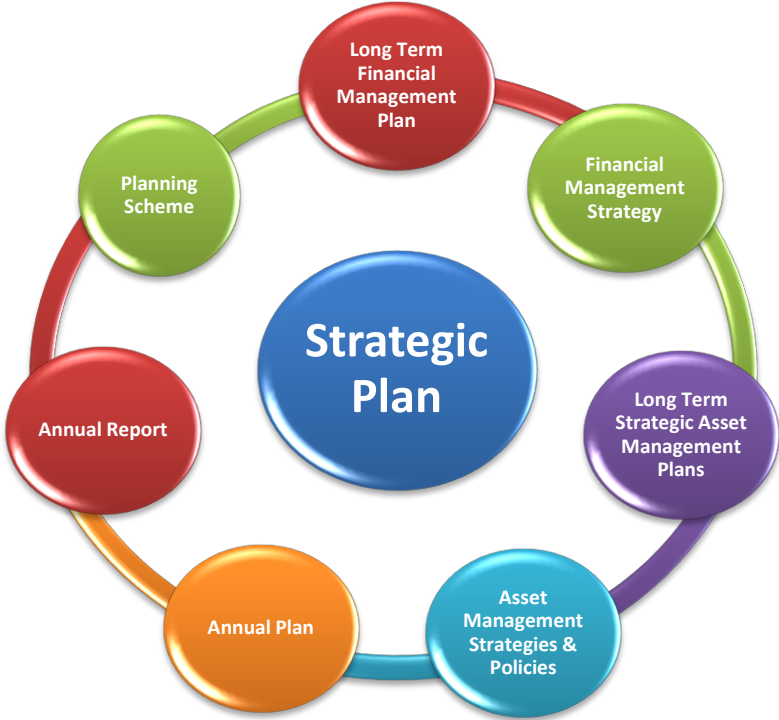 Long Term
Financial
Management
Plan
Financial
Management
Strategy
Long Term
Strategic Asset
Management
Plans
Asset
Management
Strategies &
Policies
Annual Plan
Annual Report
Planning
Scheme
Strategic
Plan